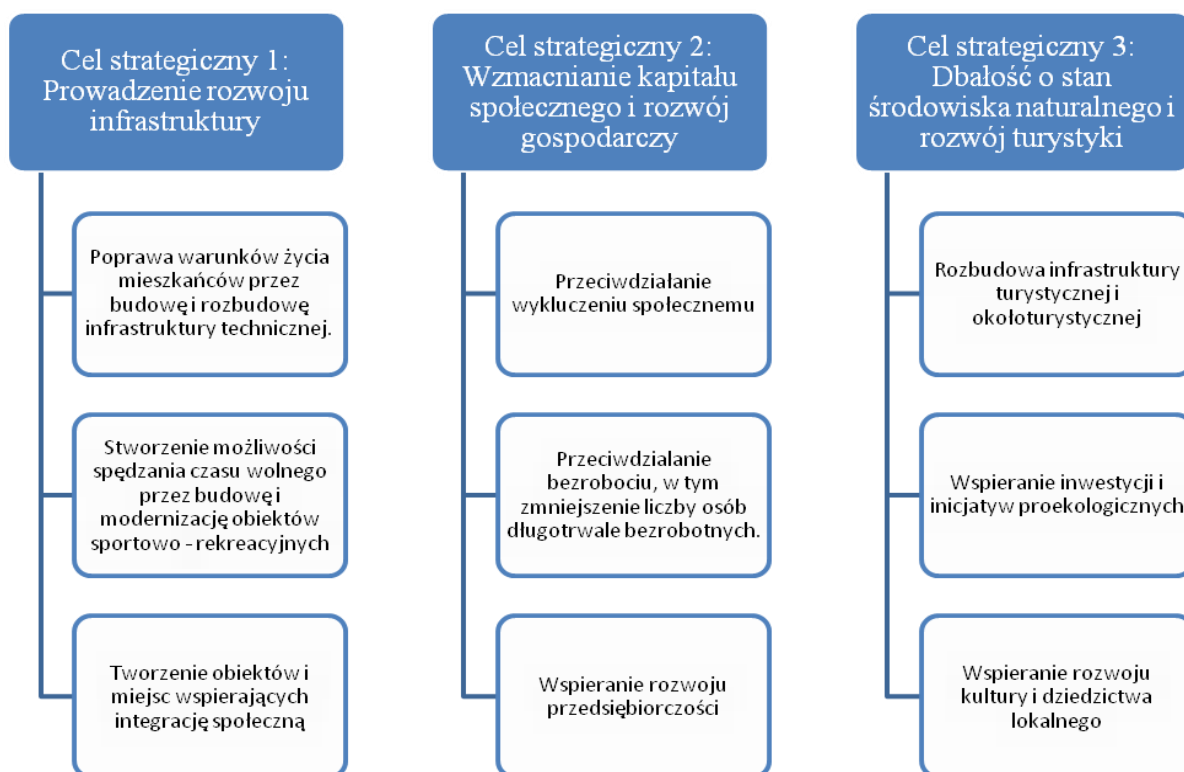 Cel strategiczny 1:
Prowadzenie rozwoju
infrastruktury
Poprawa warunków życia
mieszkańców przez
budowę i rozbudowę
infrastruktury technicznej.
Stworzenie możliwości
spędzania czasu wolnego
przez budowę i
modernizację obiektów
sportowo - rekreacyjnych
Tworzenie obiektów i
miejsc wspierających
integrację społeczną
Cel strategiczny 2:
Wzmacnianie kapitału
społecznego i rozwój
gospodarczy
Przeciwdziałanie
wykluczeniu społecznemu
Przeciwdzialanie
bezrobociu, w tym
zmniejszenie liczby osób
długotrwale bezrobotnych.
Wspieranie rozwoju
przedsiębiorczości
Cel strategiczny 3:
Dbałość o stan
środowiska naturalnego i
rozwój turystyki
Rozbudowa infrastruktury
turystycznej i
okołoturystycznej
Wspieranie inwestycji i
inicjatyw proekologicznych
Wspieranie rozwoju
kultury i dziedzictwa
lokalnego